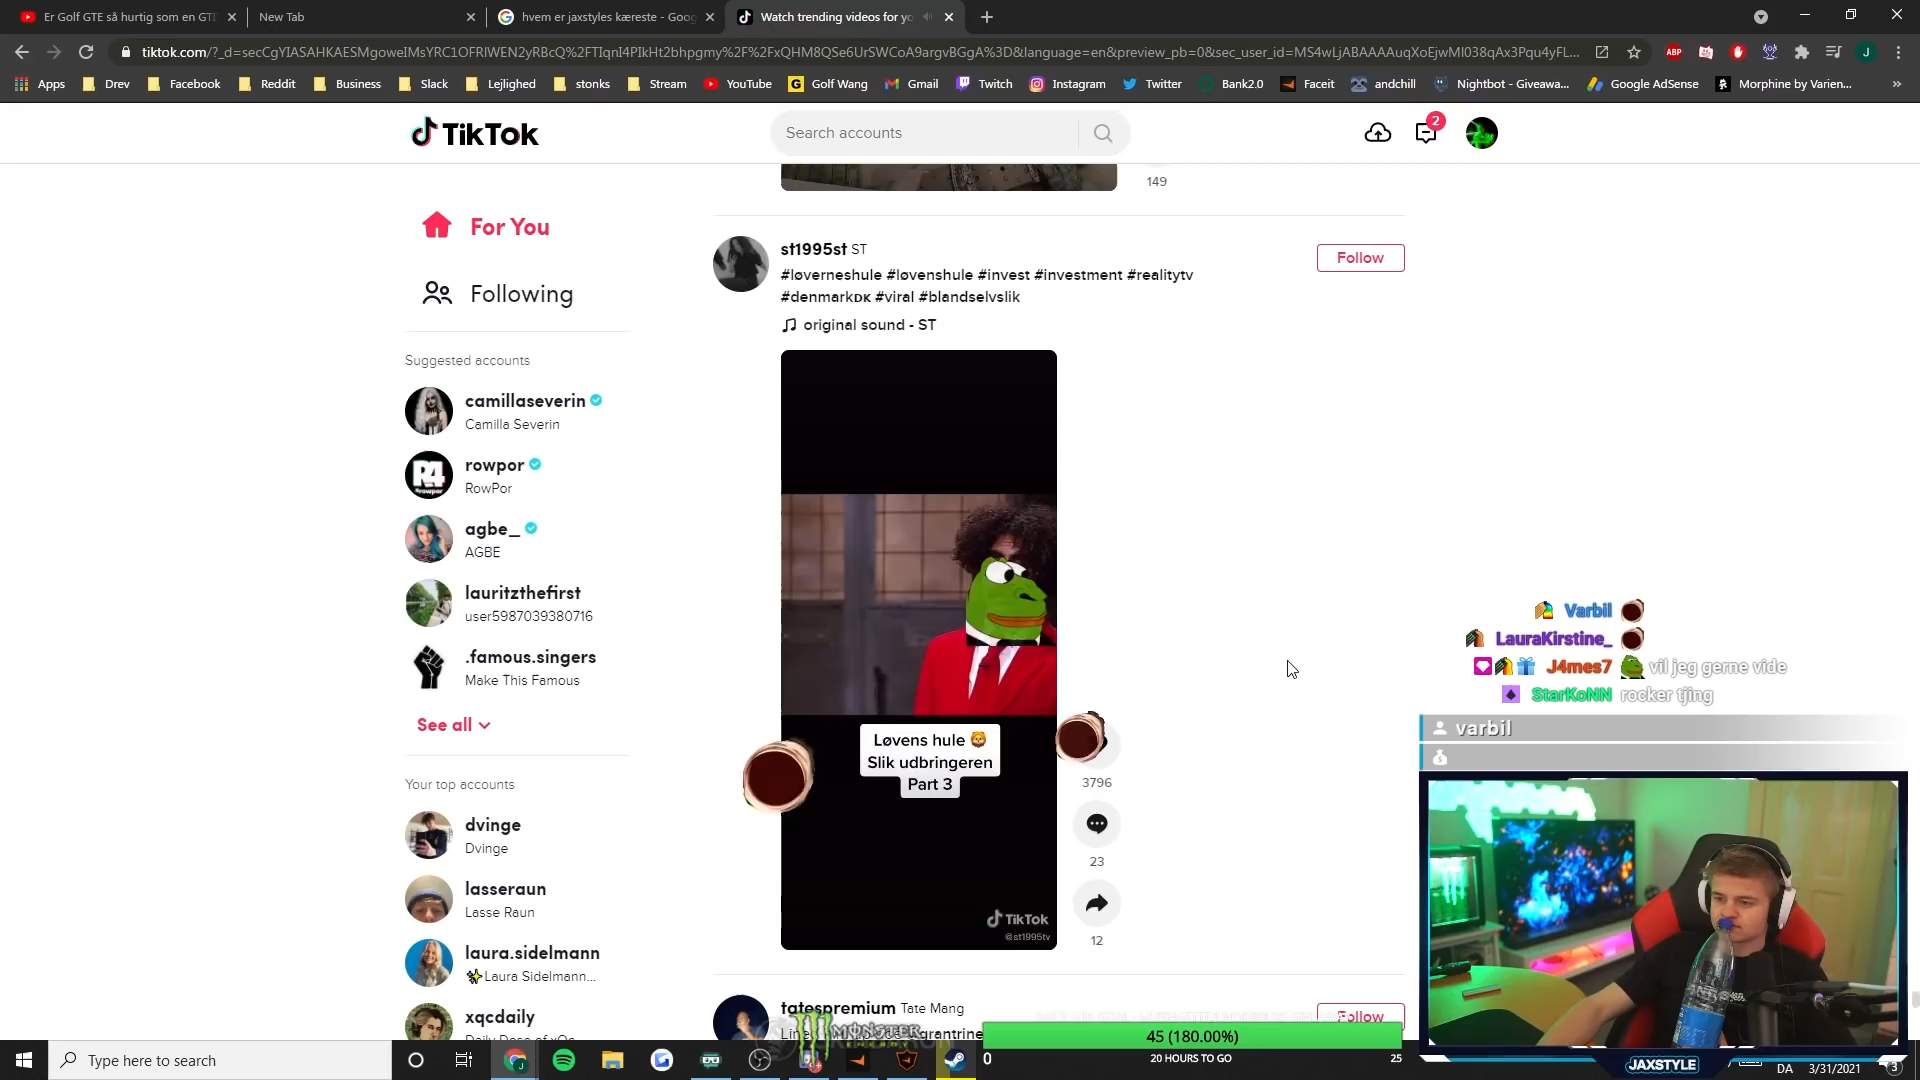 Er Golf GTE så hurtig som en GTI
New Tab
hvem er jaxstyles kæreste - Goog
Watch trending videos for yo
tiktok.com/?_d=secCgYIASAHKAESMgoweIMsYRC1OFRlWEN2yRBcQ%2FTIqnI4PIkHt2bhpgmy%2F%2FxQHM8QSe6UrSWCoA9argvBGgA%3D&language=en&preview_pb=0&sec_user_id=MS4wLjABAAAAuqXoEjwMl038qAx3Pqu4yFL...
Apps
Drev
Facebook
Reddit
Business
Slack
Lejlighed
stonks
Stream
YouTube
Golf Wang
Gmail
Twitch
Instagram
Twitter
Bank2.0
Faceit
andchill
Nightbot - Giveawa...
Google AdSense
Morphine by Varien...
»
TikTok
Search accounts
2
149
For You
Following
Suggested accounts
camillaseverin
Camilla Severin
rowpor
RowPor
agbe_
AGBE
lauritzthefirst
user5987039380716
.famous.singers
Make This Famous
See all
Your top accounts
dvinge
Dvinge
lasseraun
Lasse Raun
laura.sidelmann
✨Laura Sidelmann...
xqcdaily
st1995st ST
Follow
#løverneshule #løvenshule #invest #investment #realitytv
#denmarkᴅᴋ #viral #blandselvslik
original sound - ST
Løvens hule 🦁
Slik udbringeren
Part 3
TikTok
@st1995tv
3796
23
12
tatespremium Tate Mang
Follow
MONSTER
ENERGY
45 (180.00%)
0
20 HOURS TO GO
25
Varbil
LauraKirstine_
J4mes7 vil jeg gerne vide
StarKoNN rocker tjing
varbil
JAXSTYLE
Type here to search
DA
3/31/2021
3